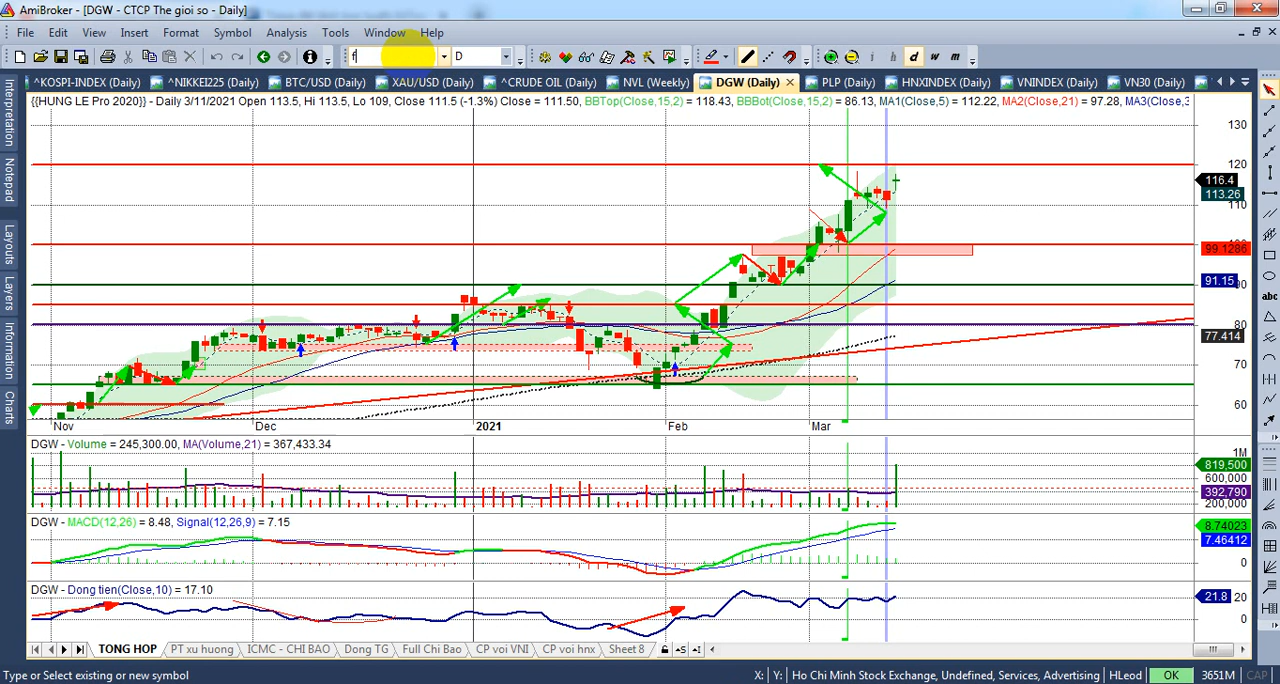 AmiBroker - [DGW - CTCP The gioi so - Daily]
File Edit View Insert Format Symbol Analysis Tools Window Help
f D i h d w m
^KOSPI-INDEX (Daily) ^NIKKEI225 (Daily) BTC/USD (Daily) XAU/USD (Daily) ^CRUDE OIL (Daily) NVL (Weekly) DGW (Daily) PLP (Daily) HNXINDEX (Daily) VNINDEX (Daily) VN30 (Daily)
Interpretation
Notepad
Layouts
Layers
Information
Charts
{{HUNG LE Pro 2020}} - Daily 3/11/2021 Open 113.5, Hi 113.5, Lo 109, Close 111.5 (-1.3%) Close = 111.50, BBTop(Close,15,2) = 118.43, BBBot(Close,15,2) = 86.13, MA1(Close,5) = 112.22, MA2(Close,21) = 97.28, MA3(Close,
130
120
116.4
113.26
110
99.1286
91.15
90
80
77.414
70
60
Nov Dec 2021 Feb Mar
DGW - Volume = 245,300.00, MA(Volume,21) = 367,433.34
1M
819,500
600,000
392,790
200,000
DGW - MACD(12,26) = 8.48, Signal(12,26,9) = 7.15
8.74023
7.46412
0
DGW - Dong tien(Close,10) = 17.10
21.8 20
0
abc
TONG HOP PT xu huong ICMC - CHI BAO Dong TG Full Chi Bao CP voi VNI CP voi hnx Sheet 8
Type or Select existing or new symbol X: Y: Ho Chi Minh Stock Exchange, Undefined, Services, Advertising HLeod OK 3651M CAP